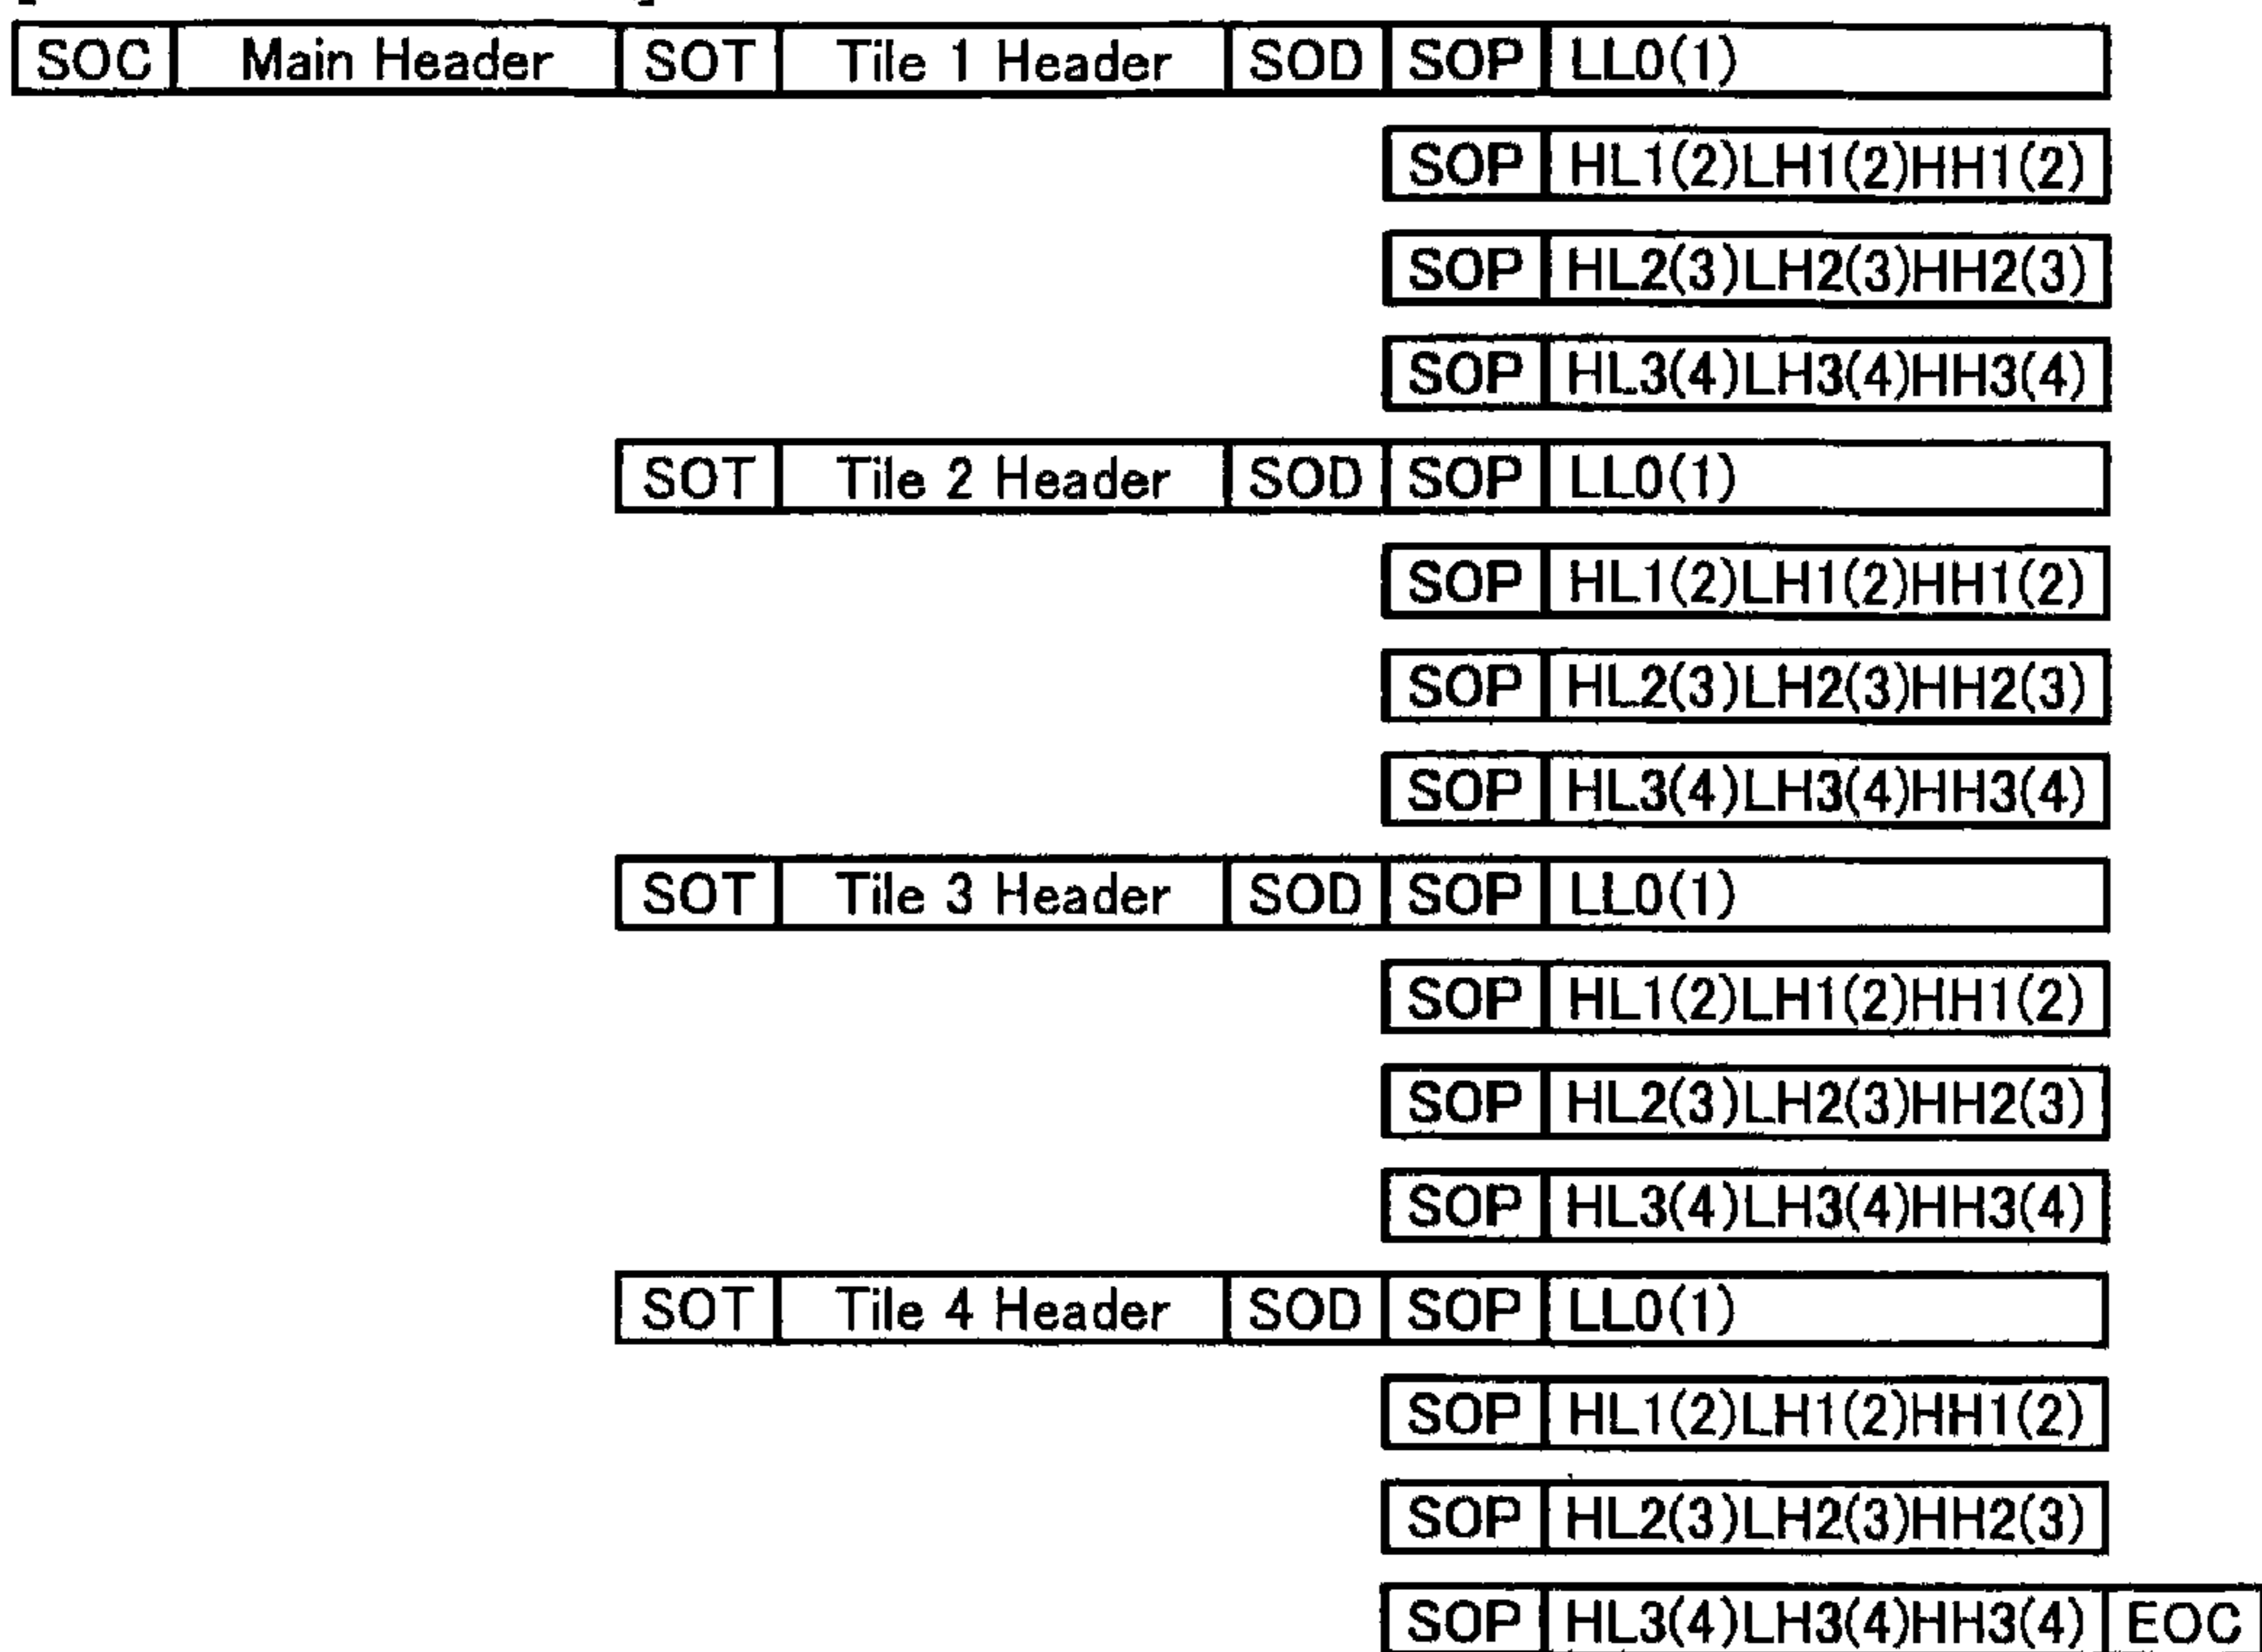 SOC Main Header SOT Tile 1 Header SOD SOP LL0(1)
SOP HL1(2)LH1(2)HH1(2)
SOP HL2(3)LH2(3)HH2(3)
SOP HL3(4)LH3(4)HH3(4)
SOT Tile 2 Header SOD SOP LL0(1)
SOP HL1(2)LH1(2)HH1(2)
SOP HL2(3)LH2(3)HH2(3)
SOP HL3(4)LH3(4)HH3(4)
SOT Tile 3 Header SOD SOP LL0(1)
SOP HL1(2)LH1(2)HH1(2)
SOP HL2(3)LH2(3)HH2(3)
SOP HL3(4)LH3(4)HH3(4)
SOT Tile 4 Header SOD SOP LL0(1)
SOP HL1(2)LH1(2)HH1(2)
SOP HL2(3)LH2(3)HH2(3)
SOP HL3(4)LH3(4)HH3(4) EOC